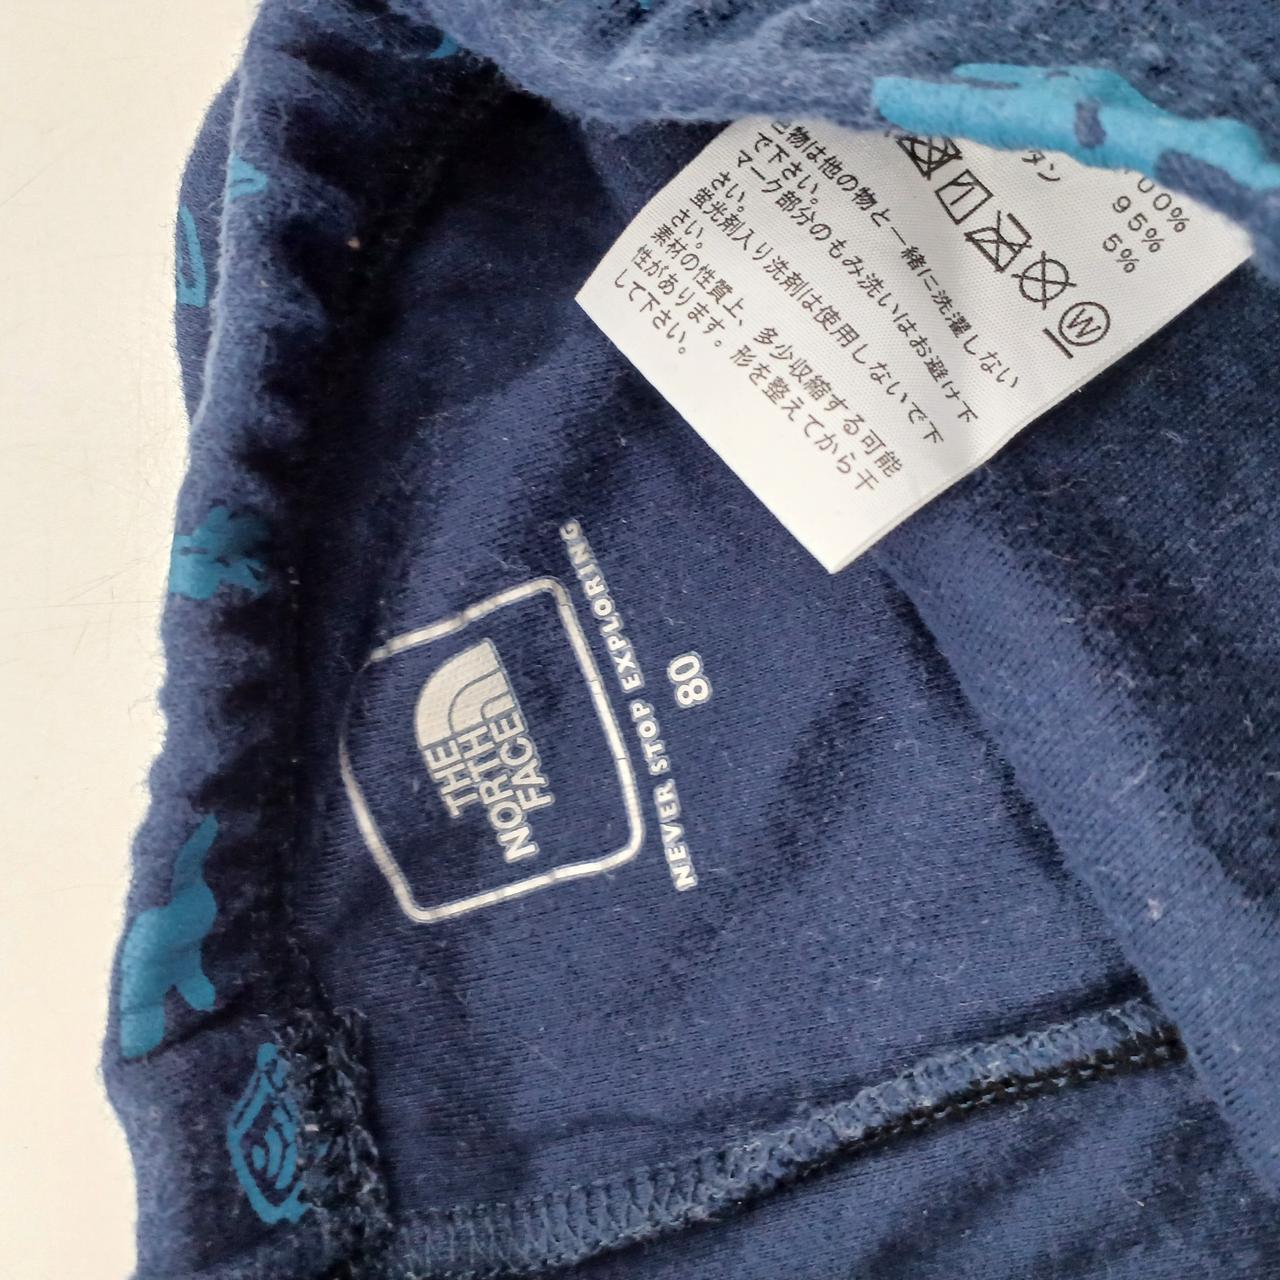 タン
100%
95%
5%
W
物は他の物と一緒に洗濯しない
で下さい。
マーク部分のもみ洗いはお避け下
さい。
蛍光剤入り洗剤は使用しないで下
さい。
素材の性質上、多少収縮する可能
性があります。形を整えてから干
して下さい。
THE
NORTH
FACE
NEVER STOP EXPLORING
80